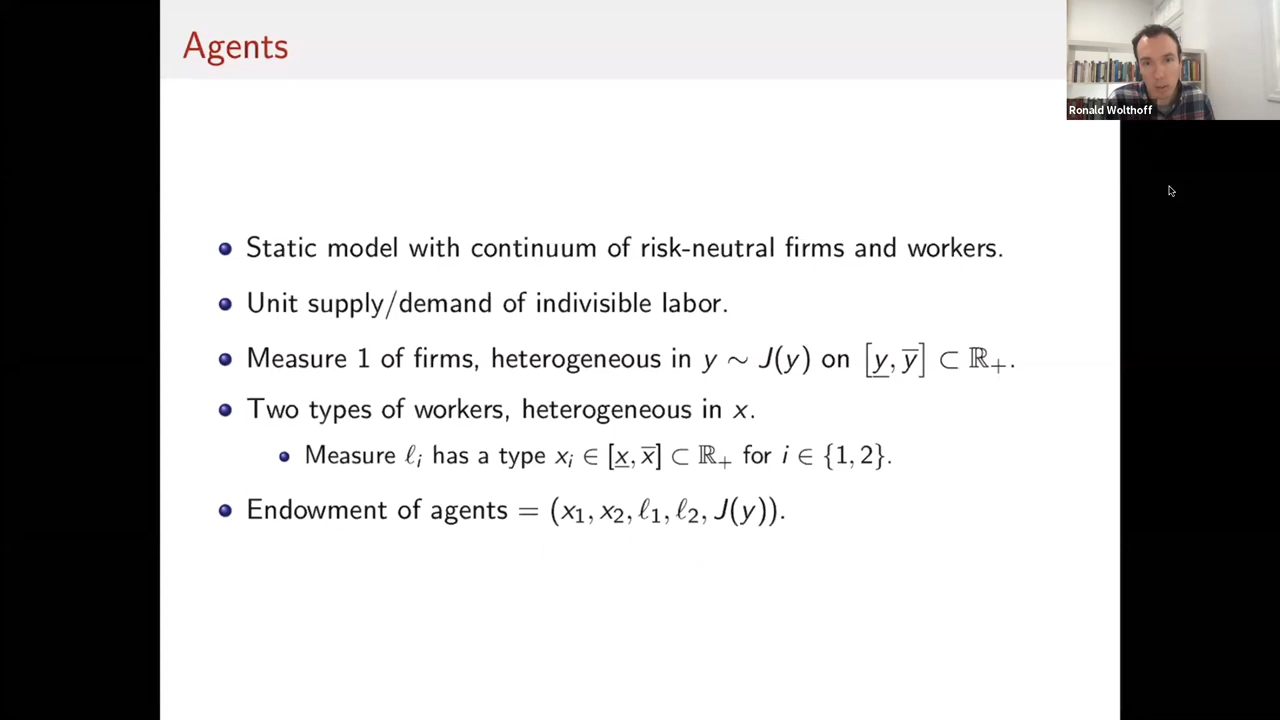 Agents
Ronald Wolthoff
Static model with continuum of risk-neutral firms and workers.
Unit supply/demand of indivisible labor.
Measure 1 of firms, heterogeneous in y ∼ J(y) on [y̲, y̅] ⊂ ℝ₊.
Two types of workers, heterogeneous in x.
Measure ℓᵢ has a type xᵢ ∈ [x̲, x̅] ⊂ ℝ₊ for i ∈ {1, 2}.
Endowment of agents = (x₁, x₂, ℓ₁, ℓ₂, J(y)).